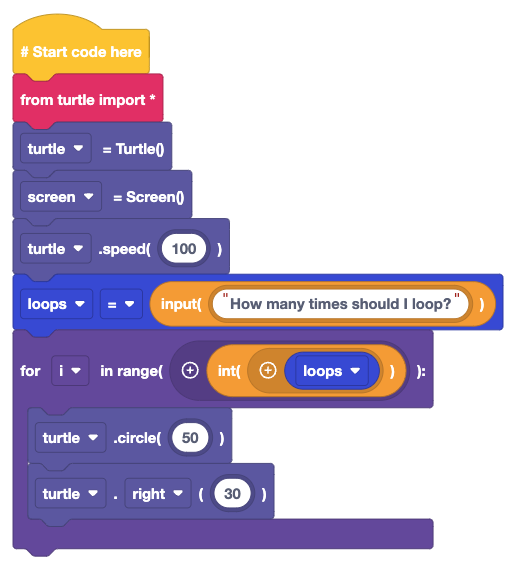 # Start code here
from turtle import *
turtle = Turtle()
screen = Screen()
turtle .speed( 100 )
loops = input( "How many times should I loop?" )
for i in range( int( loops ) ):
turtle .circle( 50 )
turtle . right ( 30 )